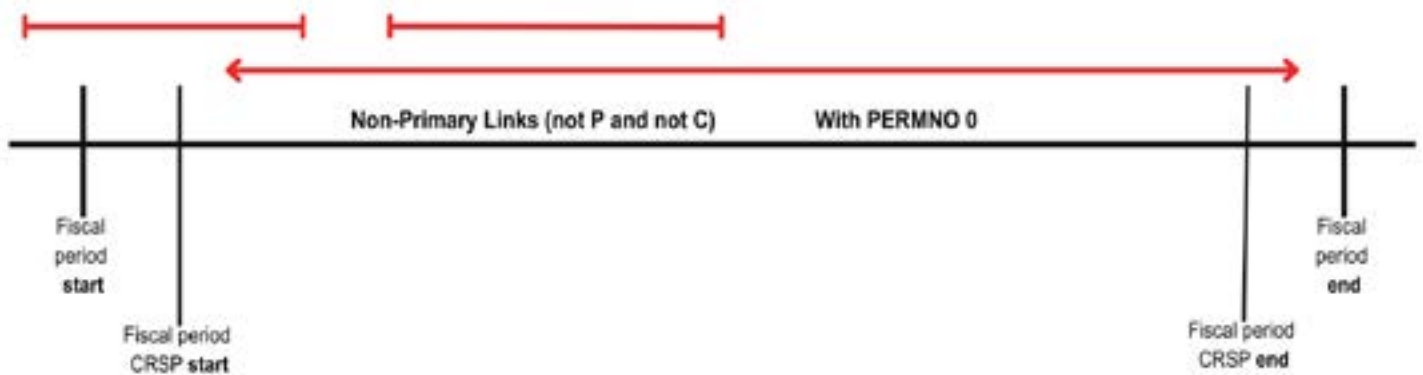 Non-Primary Links (not P and not C) With PERMNO 0
Fiscal
period
start
Fiscal period
CRSP start
Fiscal period
CRSP end
Fiscal
period
end